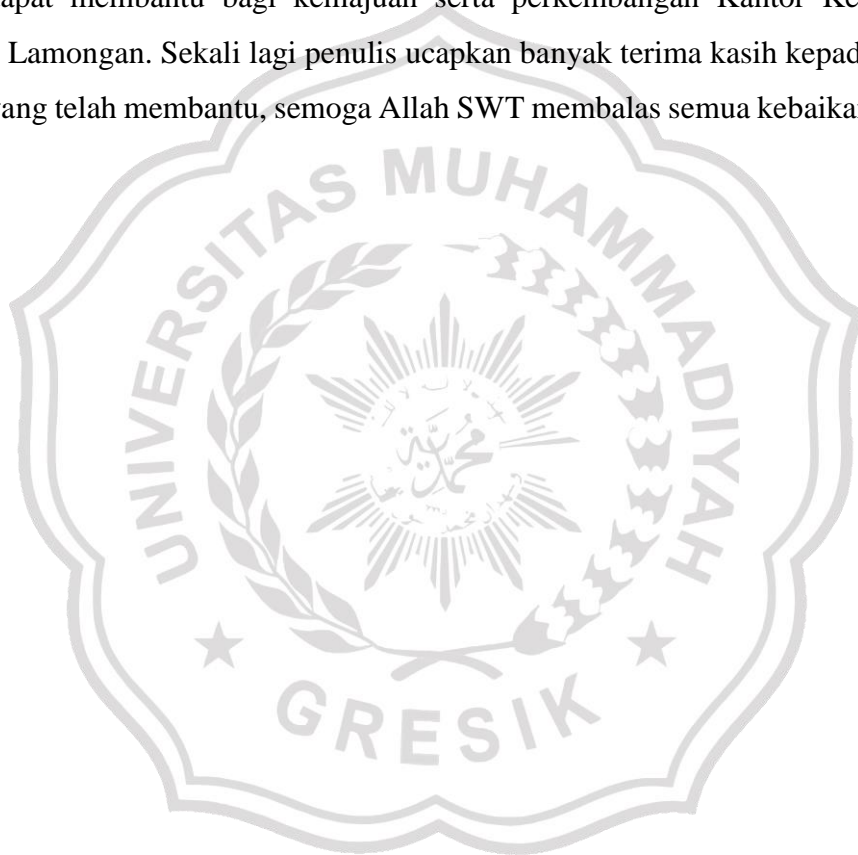 apat membantu bagi kemajuan serta perkembangan Kantor Ke
Lamongan. Sekali lagi penulis ucapkan banyak terima kasih kepad
ang telah membantu, semoga Allah SWT membalas semua kebaika
UNIVERSITAS MUHAMMADIYAH
محمدية
GRESIK